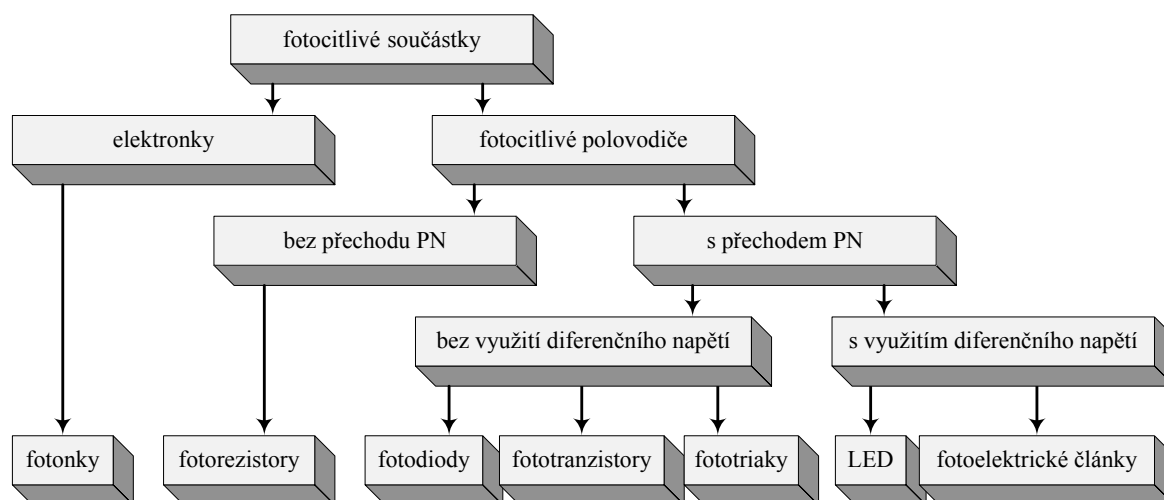 fotocitlivé součástky
elektronky
fotocitlivé polovodiče
bez přechodu PN
s přechodem PN
bez využití diferenčního napětí
s využitím diferenčního napětí
fotonky
fotorezistory
fotodiody
fototranzistory
fototriaky
LED
fotoelektrické články